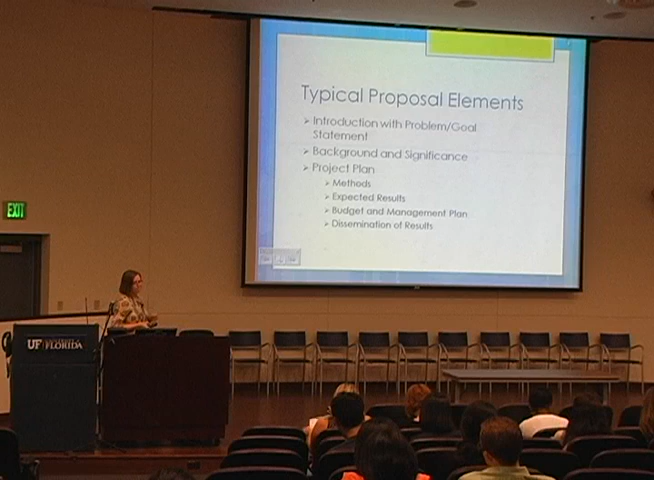 Typical Proposal Elements
➢ Introduction with Problem/Goal
Statement
➢ Background and Significance
➢ Project Plan
➢ Methods
➢ Expected Results
➢ Budget and Management Plan
➢ Dissemination of Results
EXIT
UF FLORIDA